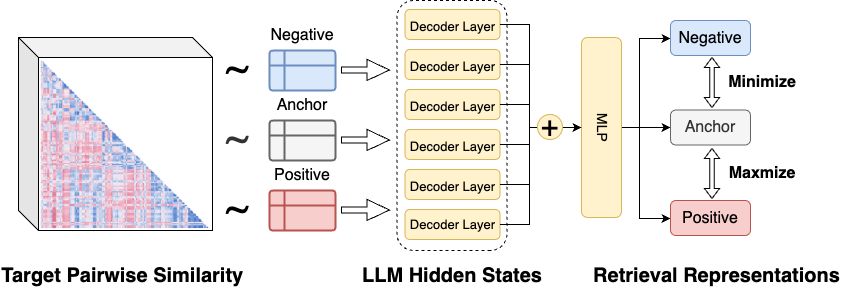 Negative
Anchor
Positive
Decoder Layer
Decoder Layer
Decoder Layer
Decoder Layer
Decoder Layer
Decoder Layer
+
MLP
Negative
Minimize
Anchor
Maxmize
Positive
Target Pairwise Similarity
LLM Hidden States
Retrieval Representations